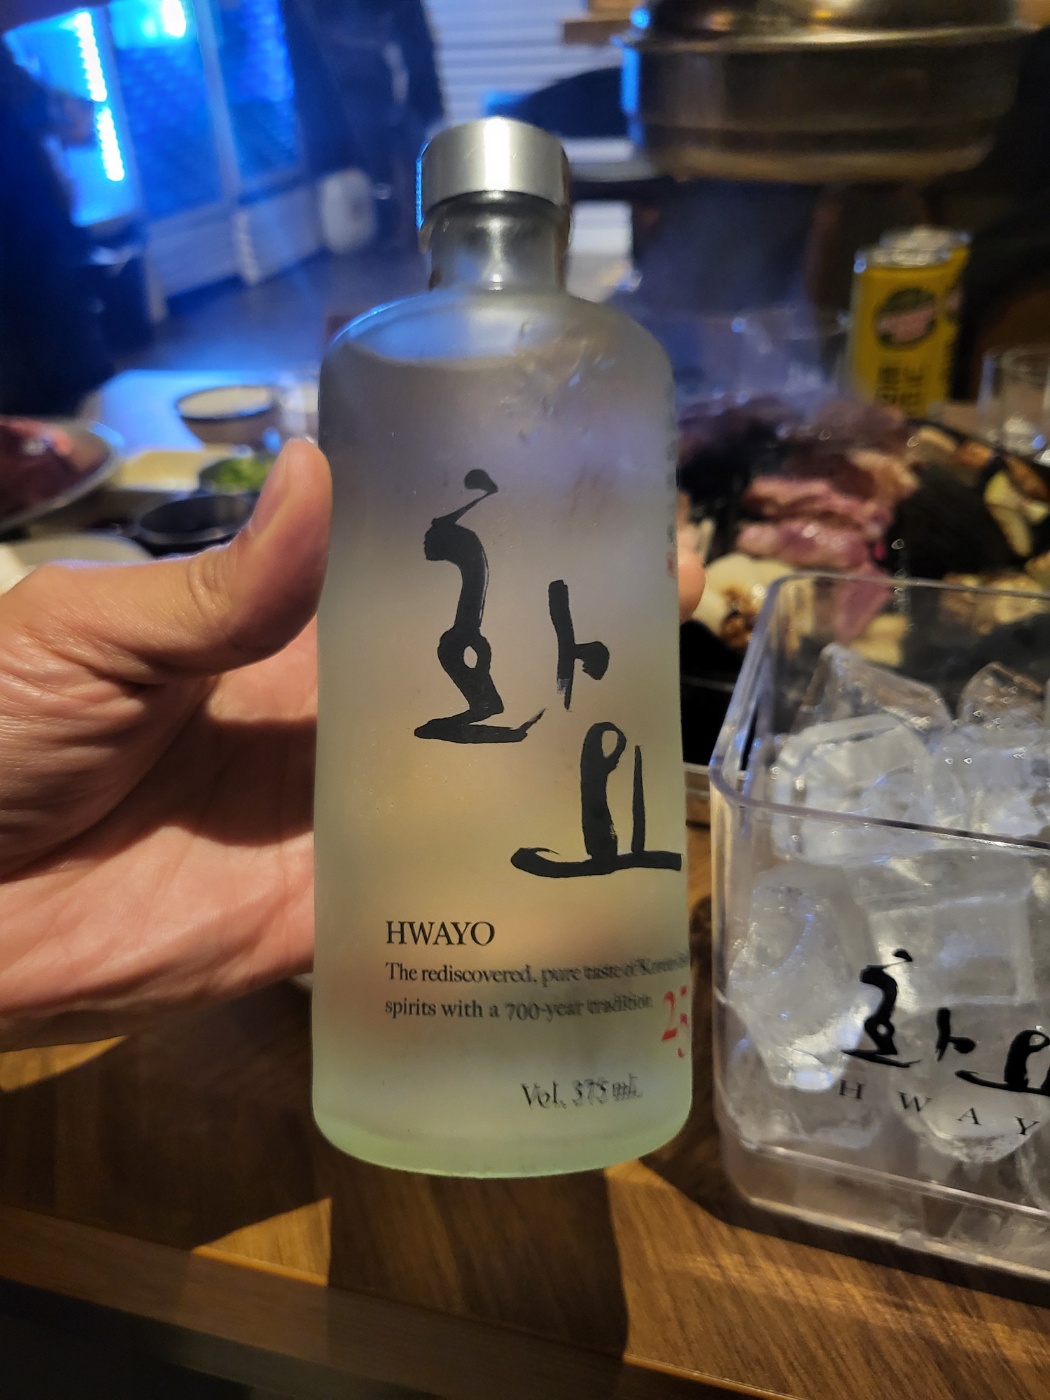 화요
HWAYO
The rediscovered, pure taste of Korean
spirits with a 700-year tradition
25
Vol. 375 ml
화요
H W A Y